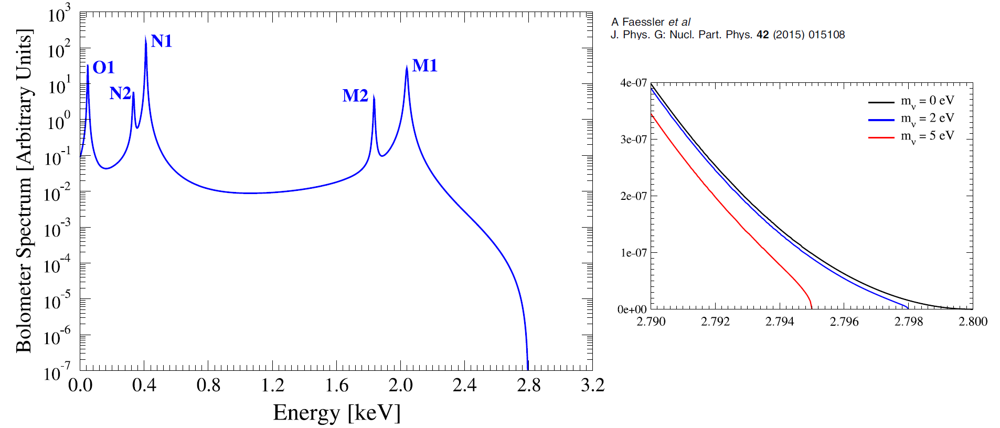 10^3
10^2
10^1
10^0
10^-1
10^-2
10^-3
10^-4
10^-5
10^-6
10^-7
Bolometer Spectrum [Arbitrary Units]
O1
N2
N1
M2
M1
0.0 0.4 0.8 1.2 1.6 2.0 2.4 2.8 3.2
Energy [keV]
A Faessler et al
J. Phys. G: Nucl. Part. Phys. 42 (2015) 015108
4e-07
3e-07
2e-07
1e-07
0e+00
m_ν = 0 eV
m_ν = 2 eV
m_ν = 5 eV
2.790 2.792 2.794 2.796 2.798 2.800